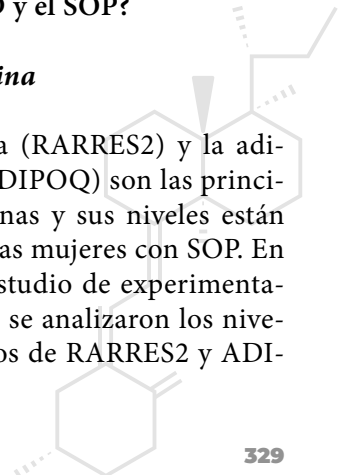 y el SOP?
ina
a (RARRES2) y la adi-
DIPOQ) son las princi-
nas y sus niveles están
as mujeres con SOP. En
studio de experimenta-
se analizaron los nive-
os de RARRES2 y ADI-
329